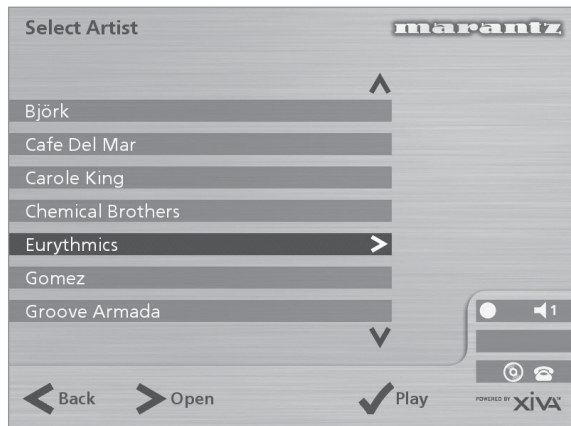 Select Artist
marantz
Björk
Cafe Del Mar
Carole King
Chemical Brothers
Eurythmics
Gomez
Groove Armada
1
Back
Open
Play
POWERED BY XiVA™